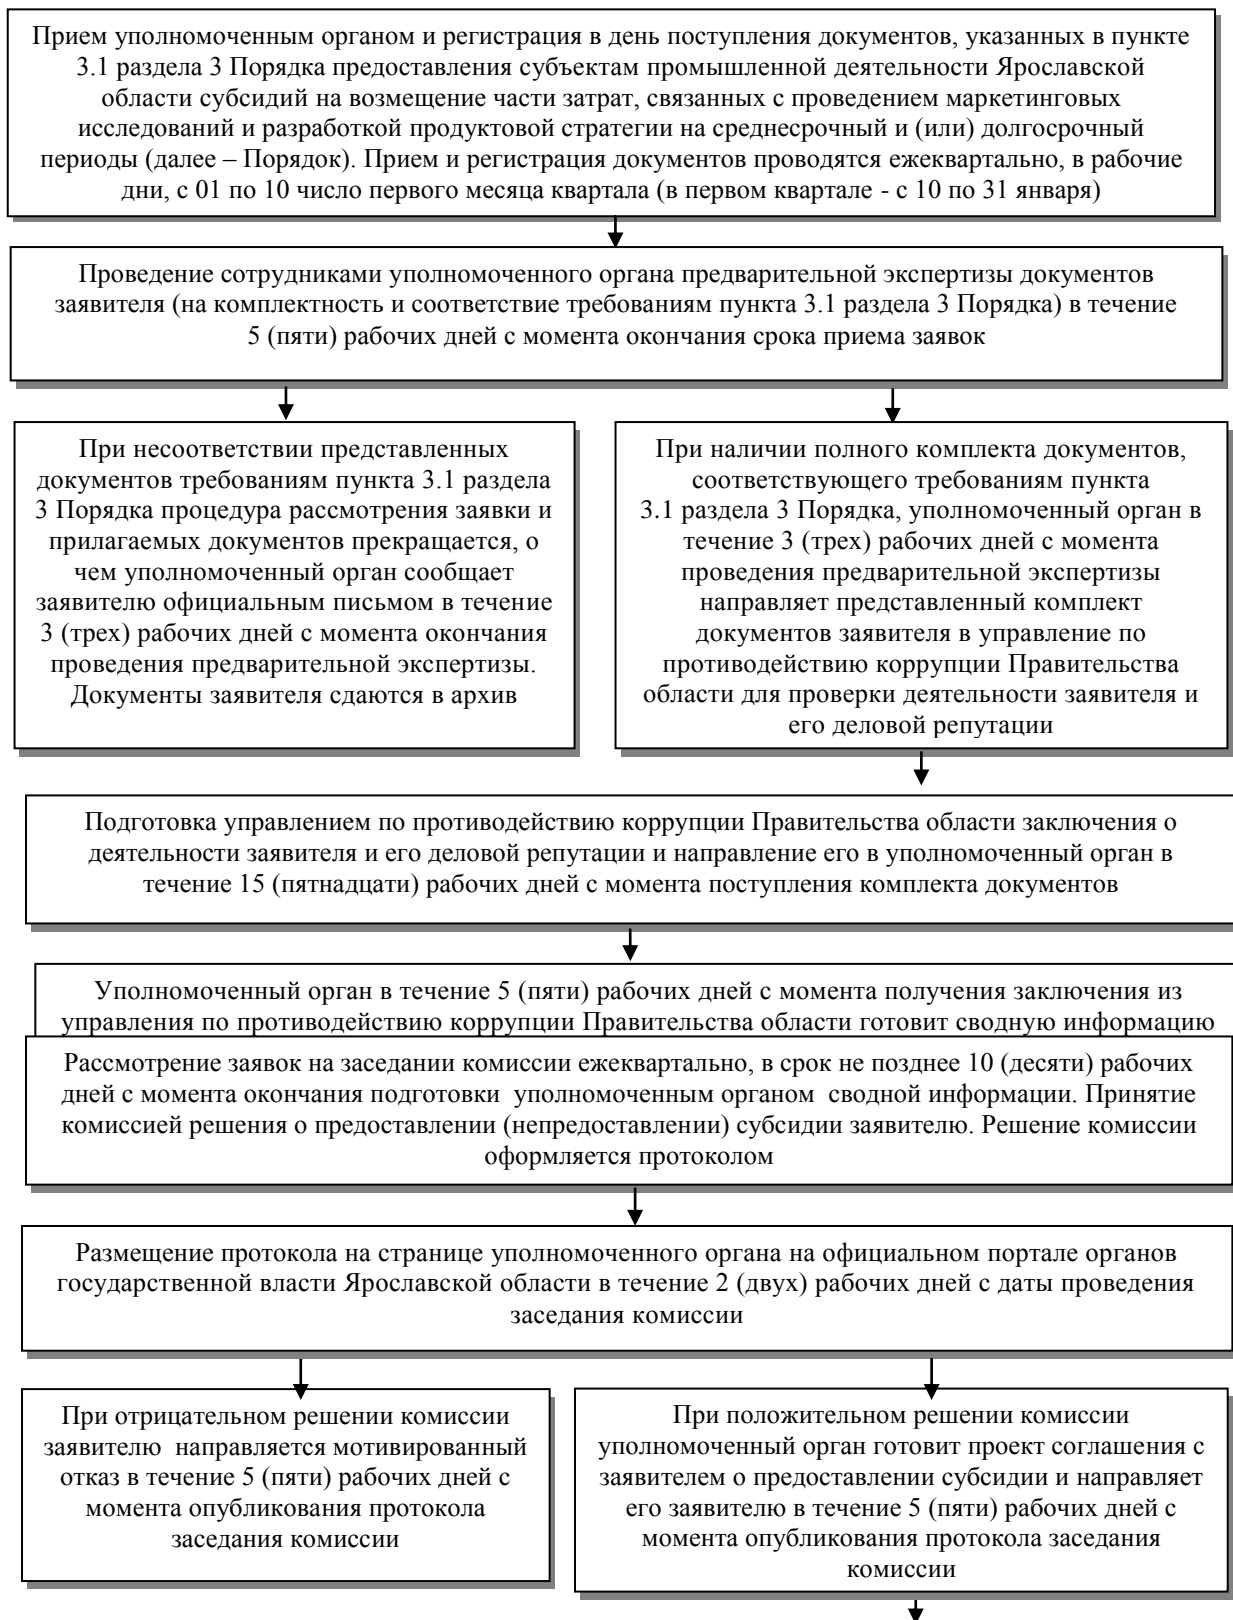 Прием уполномоченным органом и регистрация в день поступления документов, указанных в пункте
3.1 раздела 3 Порядка предоставления субъектам промышленной деятельности Ярославской
области субсидий на возмещение части затрат, связанных с проведением маркетинговых
исследований и разработкой продуктовой стратегии на среднесрочный и (или) долгосрочный
периоды (далее – Порядок). Прием и регистрация документов проводятся ежеквартально, в рабочие
дни, с 01 по 10 число первого месяца квартала (в первом квартале - с 10 по 31 января)
Проведение сотрудниками уполномоченного органа предварительной экспертизы документов
заявителя (на комплектность и соответствие требованиям пункта 3.1 раздела 3 Порядка) в течение
5 (пяти) рабочих дней с момента окончания срока приема заявок
При несоответствии представленных
документов требованиям пункта 3.1 раздела
3 Порядка процедура рассмотрения заявки и
прилагаемых документов прекращается, о
чем уполномоченный орган сообщает
заявителю официальным письмом в течение
3 (трех) рабочих дней с момента окончания
проведения предварительной экспертизы.
Документы заявителя сдаются в архив
При наличии полного комплекта документов,
соответствующего требованиям пункта
3.1 раздела 3 Порядка, уполномоченный орган в
течение 3 (трех) рабочих дней с момента
проведения предварительной экспертизы
направляет представленный комплект
документов заявителя в управление по
противодействию коррупции Правительства
области для проверки деятельности заявителя и
его деловой репутации
Подготовка управлением по противодействию коррупции Правительства области заключения о
деятельности заявителя и его деловой репутации и направление его в уполномоченный орган в
течение 15 (пятнадцати) рабочих дней с момента поступления комплекта документов
Уполномоченный орган в течение 5 (пяти) рабочих дней с момента получения заключения из
управления по противодействию коррупции Правительства области готовит сводную информацию
Рассмотрение заявок на заседании комиссии ежеквартально, в срок не позднее 10 (десяти) рабочих
дней с момента окончания подготовки уполномоченным органом сводной информации. Принятие
комиссией решения о предоставлении (непредоставлении) субсидии заявителю. Решение комиссии
оформляется протоколом
Размещение протокола на странице уполномоченного органа на официальном портале органов
государственной власти Ярославской области в течение 2 (двух) рабочих дней с даты проведения
заседания комиссии
При отрицательном решении комиссии
заявителю направляется мотивированный
отказ в течение 5 (пяти) рабочих дней с
момента опубликования протокола
заседания комиссии
При положительном решении комиссии
уполномоченный орган готовит проект соглашения с
заявителем о предоставлении субсидии и направляет
его заявителю в течение 5 (пяти) рабочих дней с
момента опубликования протокола заседания
комиссии